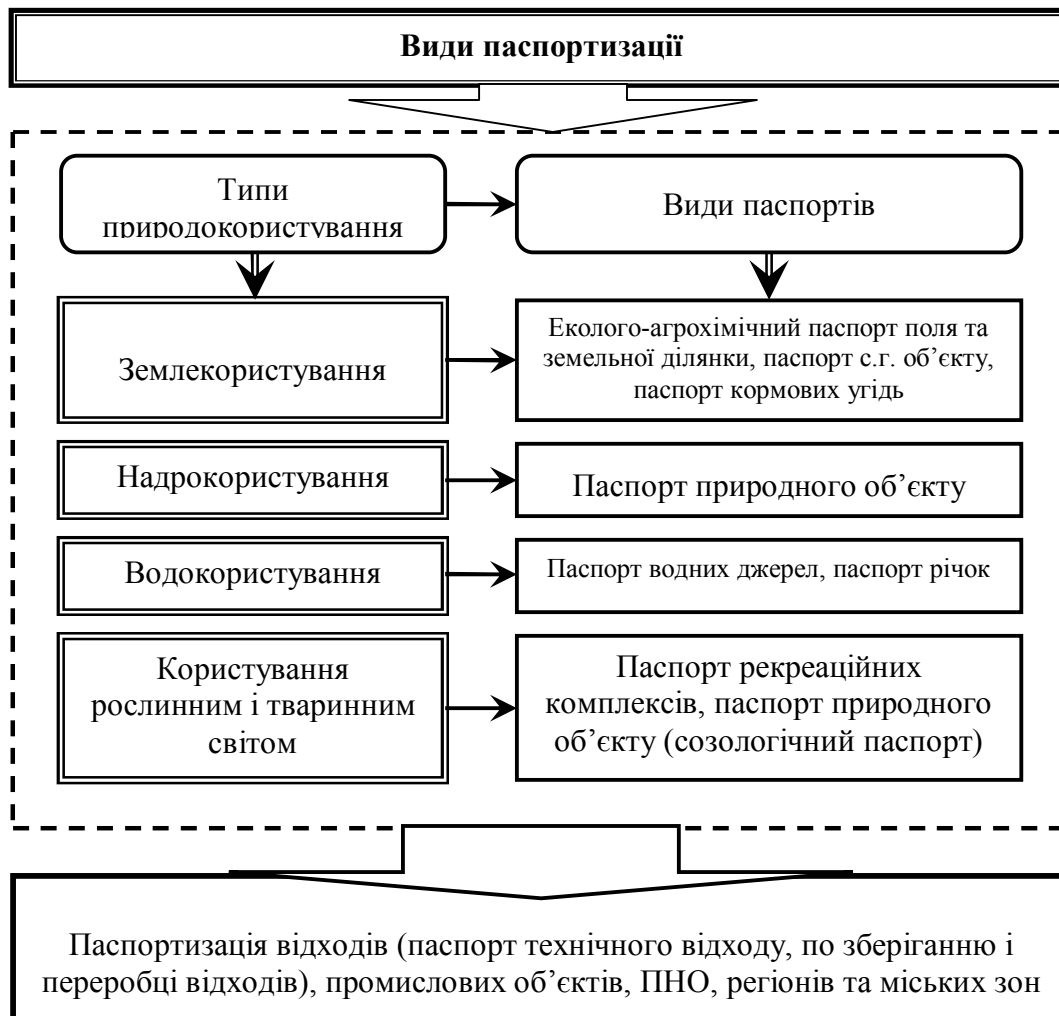 Види паспортизації
Типи
природокористування
Види паспортів
Землекористування
Еколого-агрохімічний паспорт поля та
земельної ділянки, паспорт с.г. об’єкту,
паспорт кормових угідь
Надрокористування
Паспорт природного об’єкту
Водокористування
Паспорт водних джерел, паспорт річок
Користування
рослинним і тваринним
світом
Паспорт рекреаційних
комплексів, паспорт природного
об’єкту (созологічний паспорт)
Паспортизація відходів (паспорт технічного відходу, по зберіганню і
переробці відходів), промислових об’єктів, ПНО, регіонів та міських зон